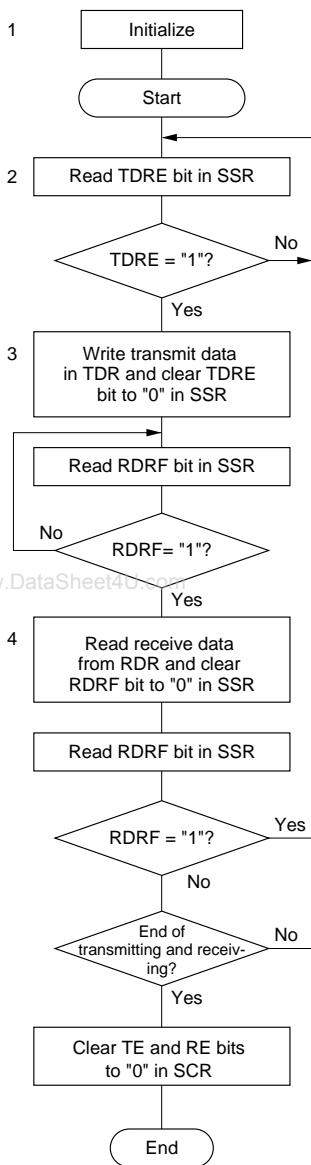 1
Initialize
Start
2
Read TDRE bit in SSR
TDRE = "1"?
No
Yes
3
Write transmit data
in TDR and clear TDRE
bit to "0" in SSR
Read RDRF bit in SSR
No
RDRF= "1"?
w.DataSheet4U.com
Yes
4
Read receive data
from RDR and clear
RDRF bit to "0" in SSR
Read RDRF bit in SSR
RDRF = "1"?
Yes
No
End of
transmitting and receiv-
ing?
No
Yes
Clear TE and RE bits
to "0" in SCR
End